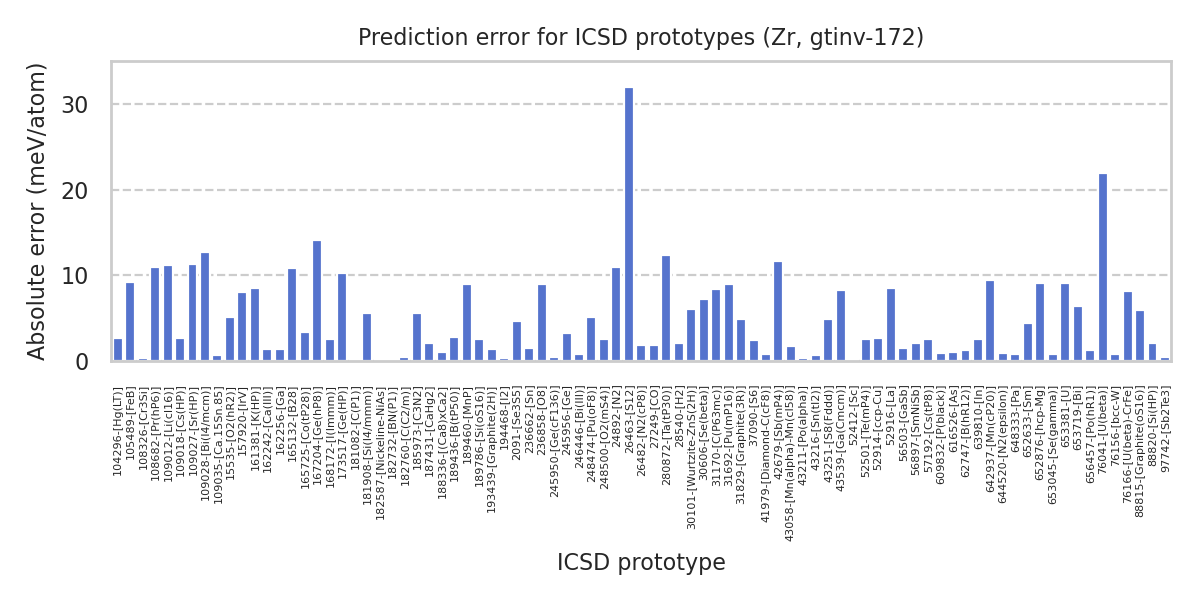 Prediction error for ICSD prototypes (Zr, gtinv-172)
Absolute error (meV/atom)
30
20
10
0
104296-[Hg(LT)]
105489-[FeB]
108326-[Cr3Si]
108682-[Pr(hP6)]
109012-[Li(cI16)]
109018-[Cs(HP)]
109027-[Sr(HP)]
109028-[Bi(I4/mcm)]
109035-[Ca.15Sn.85]
15535-[O2(hR2)]
157920-[IrV]
161381-[K(HP)]
162242-[Ca(III)]
162256-[Ga]
165132-[B28]
165725-[Co(tP28)]
167204-[Ge(hP8)]
168172-[I(Immm)]
173517-[Ge(HP)]
181082-[C(P1)]
181908-[Si(I4/mmm)]
182587-[Nickeline-NiAs]
182732-[BN(P1)]
182760-[C(C2/m)]
185973-[C3N2]
187431-[CaHg2]
188336-[(Ca8)xCa2]
189436-[B(tP50)]
189460-[MnP]
189786-[Si(oS16)]
193439-[Graphite(2H)]
194468-[I2]
2091-[Se3S5]
236662-[Sn]
236858-[O8]
245950-[Ge(cF136)]
245956-[Ge]
246446-[Bi(III)]
248474-[Pu(oF8)]
248500-[O2(mS4)]
24892-[N2]
26463-[S12]
26482-[N2(cP8)]
27249-[CO]
280872-[Ta(tP30)]
28540-[H2]
30101-[Wurtzite-ZnS(2H)]
30606-[Se(beta)]
31170-[C(P63mc)]
31692-[Pu(mP16)]
31829-[Graphite(3R)]
37090-[S6]
41979-[Diamond-C(cF8)]
42679-[Sb(mP4)]
43058-[Mn(alpha)-Mn(cI58)]
43211-[Po(alpha)]
43216-[Sn(tI2)]
43251-[S8(Fddd)]
43539-[Ga(Cmcm)]
52412-[Sc]
52501-[Te(mP4)]
52914-[ccp-Cu]
52916-[La]
56503-[GaSb]
56897-[SmNiSb]
57192-[Cs(tP8)]
609832-[P(black)]
616526-[As]
62747-[B(hR12)]
639810-[In]
642937-[Mn(cP20)]
644520-[N2(epsilon)]
648333-[Pa]
652633-[Sm]
652876-[hcp-Mg]
653045-[Se(gamma)]
653381-[U]
653719-[Bi]
656457-[Po(hR1)]
76041-[U(beta)]
76156-[bcc-W]
76166-[U(beta)-CrFe]
88815-[Graphite(oS16)]
88820-[Si(HP)]
97742-[Sb2Te3]
ICSD prototype